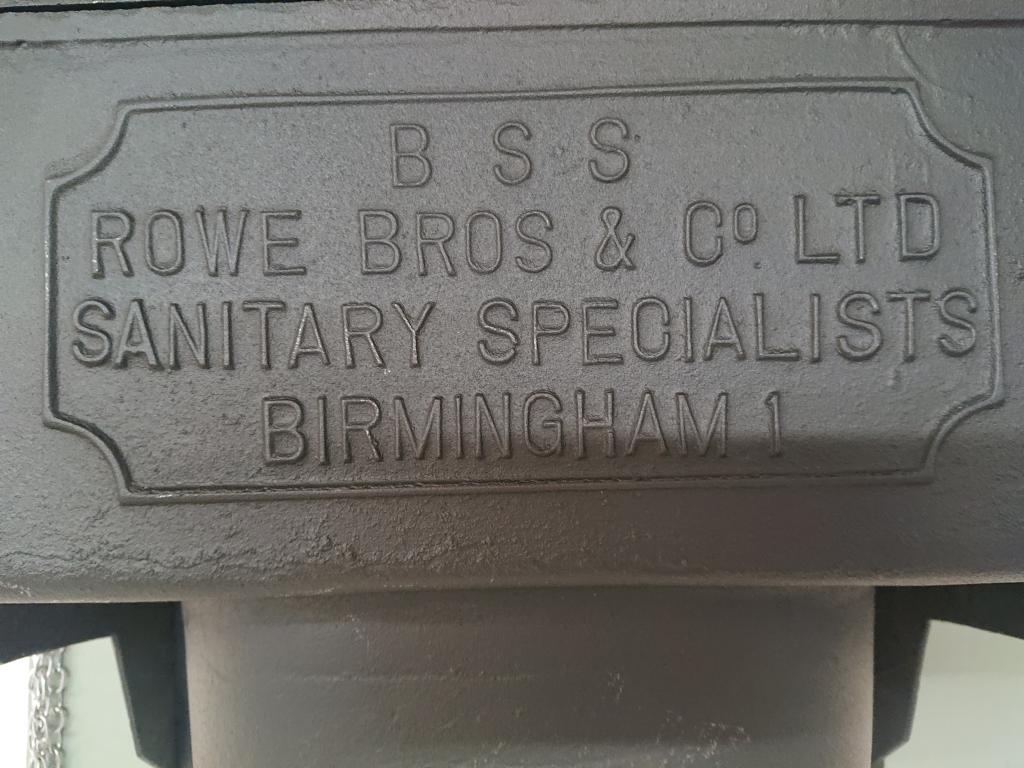 B S S
ROWE BROS & Co LTD
SANITARY SPECIALISTS
BIRMINGHAM 1